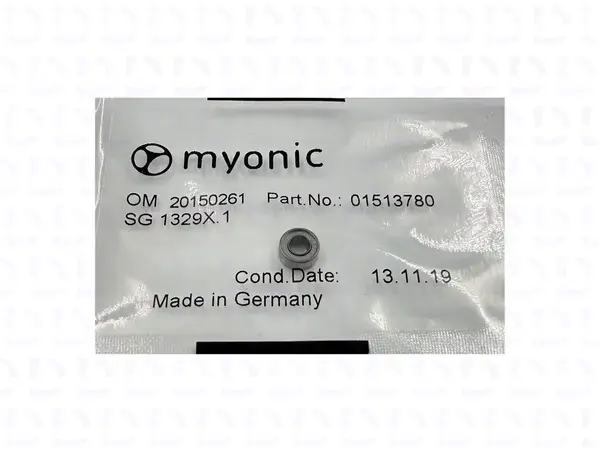 myonic
OM 20150261 Part.No.: 01513780
SG 1329X.1
Cond.Date: 13.11.19
Made in Germany